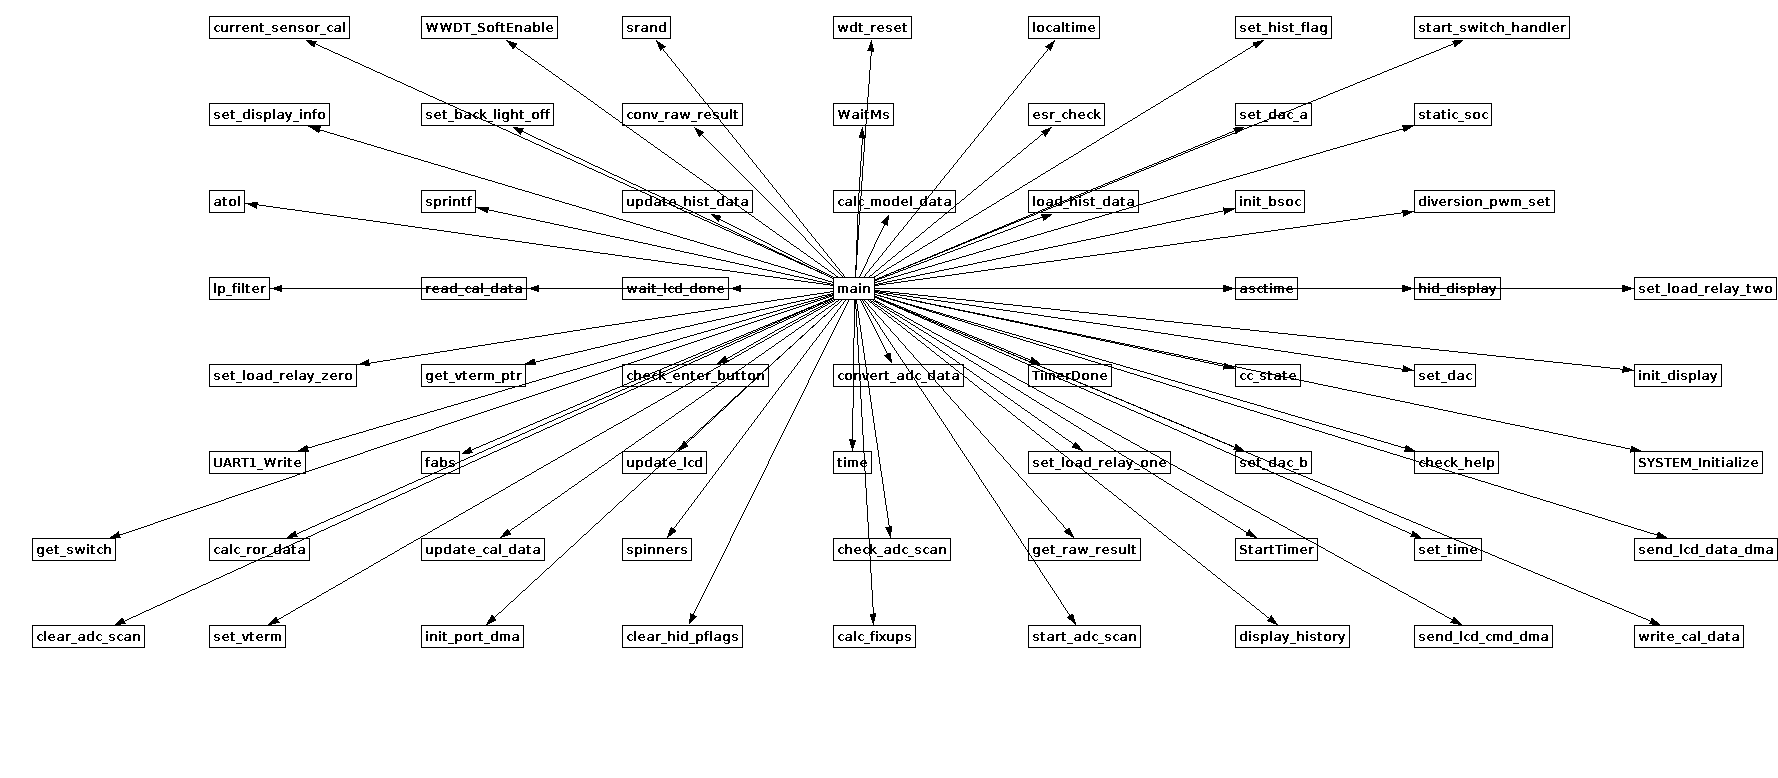 current_sensor_cal WWDT_SoftEnable srand wdt_reset localtime set_hist_flag start_switch_handler
set_display_info set_back_light_off conv_raw_result WaitMs esr_check set_dac_a static_soc
atol sprintf update_hist_data calc_model_data load_hist_data init_bsoc diversion_pwm_set
lp_filter read_cal_data wait_lcd_done main asctime hid_display set_load_relay_two
set_load_relay_zero get_vterm_ptr check_enter_button convert_adc_data TimerDone cc_state set_dac init_display
UART1_Write fabs update_lcd time set_load_relay_one set_dac_b check_help SYSTEM_Initialize
get_switch calc_ror_data update_cal_data spinners check_adc_scan get_raw_result StartTimer set_time send_lcd_data_dma
clear_adc_scan set_vterm init_port_dma clear_hid_pflags calc_fixups start_adc_scan display_history send_lcd_cmd_dma write_cal_data